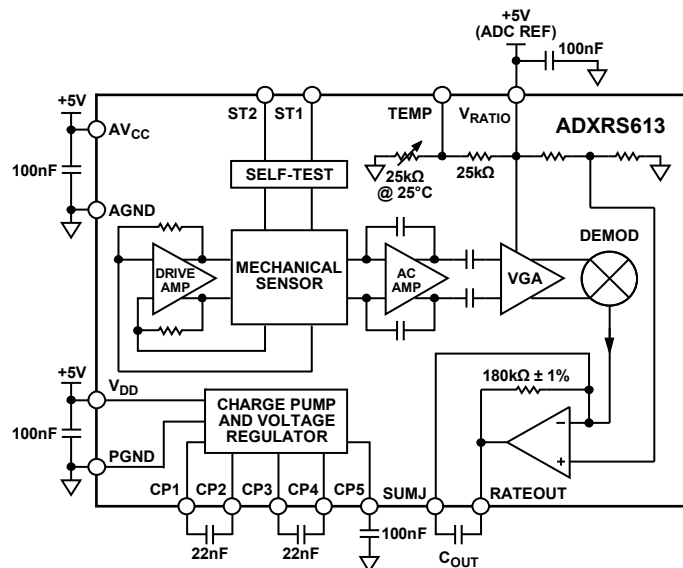 +5V
(ADC REF)
100nF
+5V
ST2
ST1
TEMP
VRATIO
ADXRS613
AVCC
100nF
25kΩ
@ 25°C
25kΩ
SELF-TEST
AGND
DRIVE
AMP
MECHANICAL
SENSOR
AC
AMP
VGA
DEMOD
+5V
VDD
180kΩ ± 1%
100nF
CHARGE PUMP
AND VOLTAGE
REGULATOR
–
+
PGND
CP1
CP2
CP3
CP4
CP5
SUMJ
RATEOUT
22nF
22nF
100nF
COUT